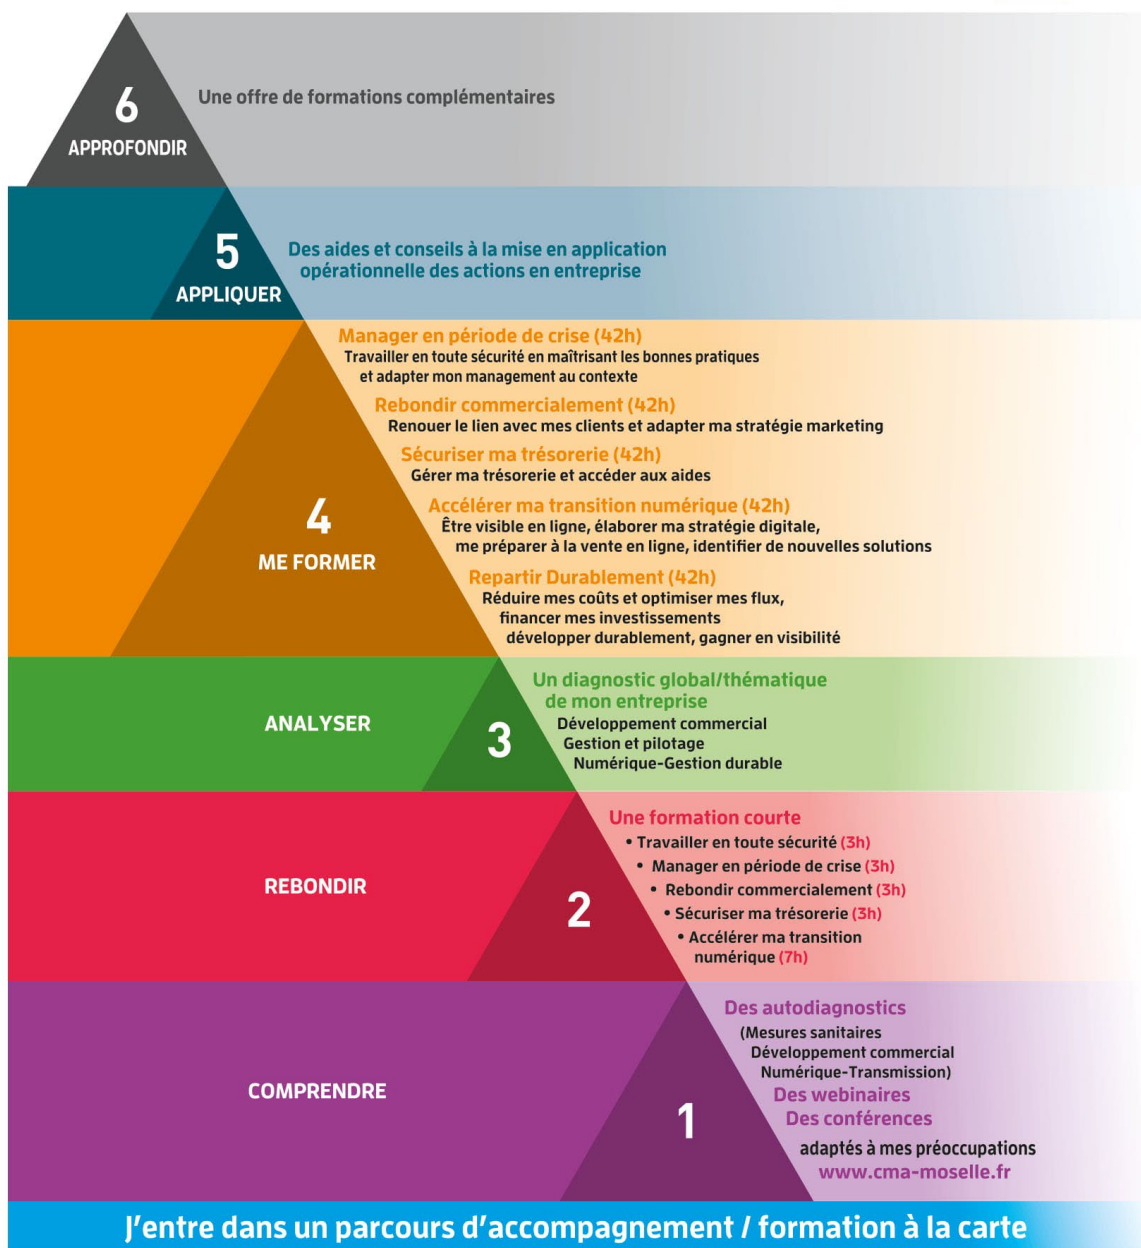 6
APPROFONDIR
Une offre de formations complémentaires
5
APPLIQUER
Des aides et conseils à la mise en application
opérationnelle des actions en entreprise
4
ME FORMER
Manager en période de crise (42h)
Travailler en toute sécurité en maîtrisant les bonnes pratiques
et adapter mon management au contexte
Rebondir commercialement (42h)
Renouer le lien avec mes clients et adapter ma stratégie marketing
Sécuriser ma trésorerie (42h)
Gérer ma trésorerie et accéder aux aides
Accélérer ma transition numérique (42h)
Être visible en ligne, élaborer ma stratégie digitale,
me préparer à la vente en ligne, identifier de nouvelles solutions
Repartir Durablement (42h)
Réduire mes coûts et optimiser mes flux,
financer mes investissements
développer durablement, gagner en visibilité
ANALYSER
3
Un diagnostic global/thématique
de mon entreprise
Développement commercial
Gestion et pilotage
Numérique-Gestion durable
REBONDIR
2
Une formation courte
• Travailler en toute sécurité (3h)
• Manager en période de crise (3h)
• Rebondir commercialement (3h)
• Sécuriser ma trésorerie (3h)
• Accélérer ma transition
numérique (7h)
COMPRENDRE
1
Des autodiagnostics
(Mesures sanitaires
Développement commercial
Numérique-Transmission)
Des webinaires
Des conférences
adaptés à mes préoccupations
www.cma-moselle.fr
J'entre dans un parcours d'accompagnement / formation à la carte